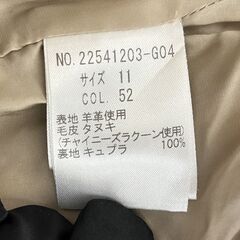 NO.22541203-G04
サイズ 11
COL. 52
表地 羊革使用
毛皮 タヌキ
(チャイニーズラクーン使用)
裏地 キュプラ 100%